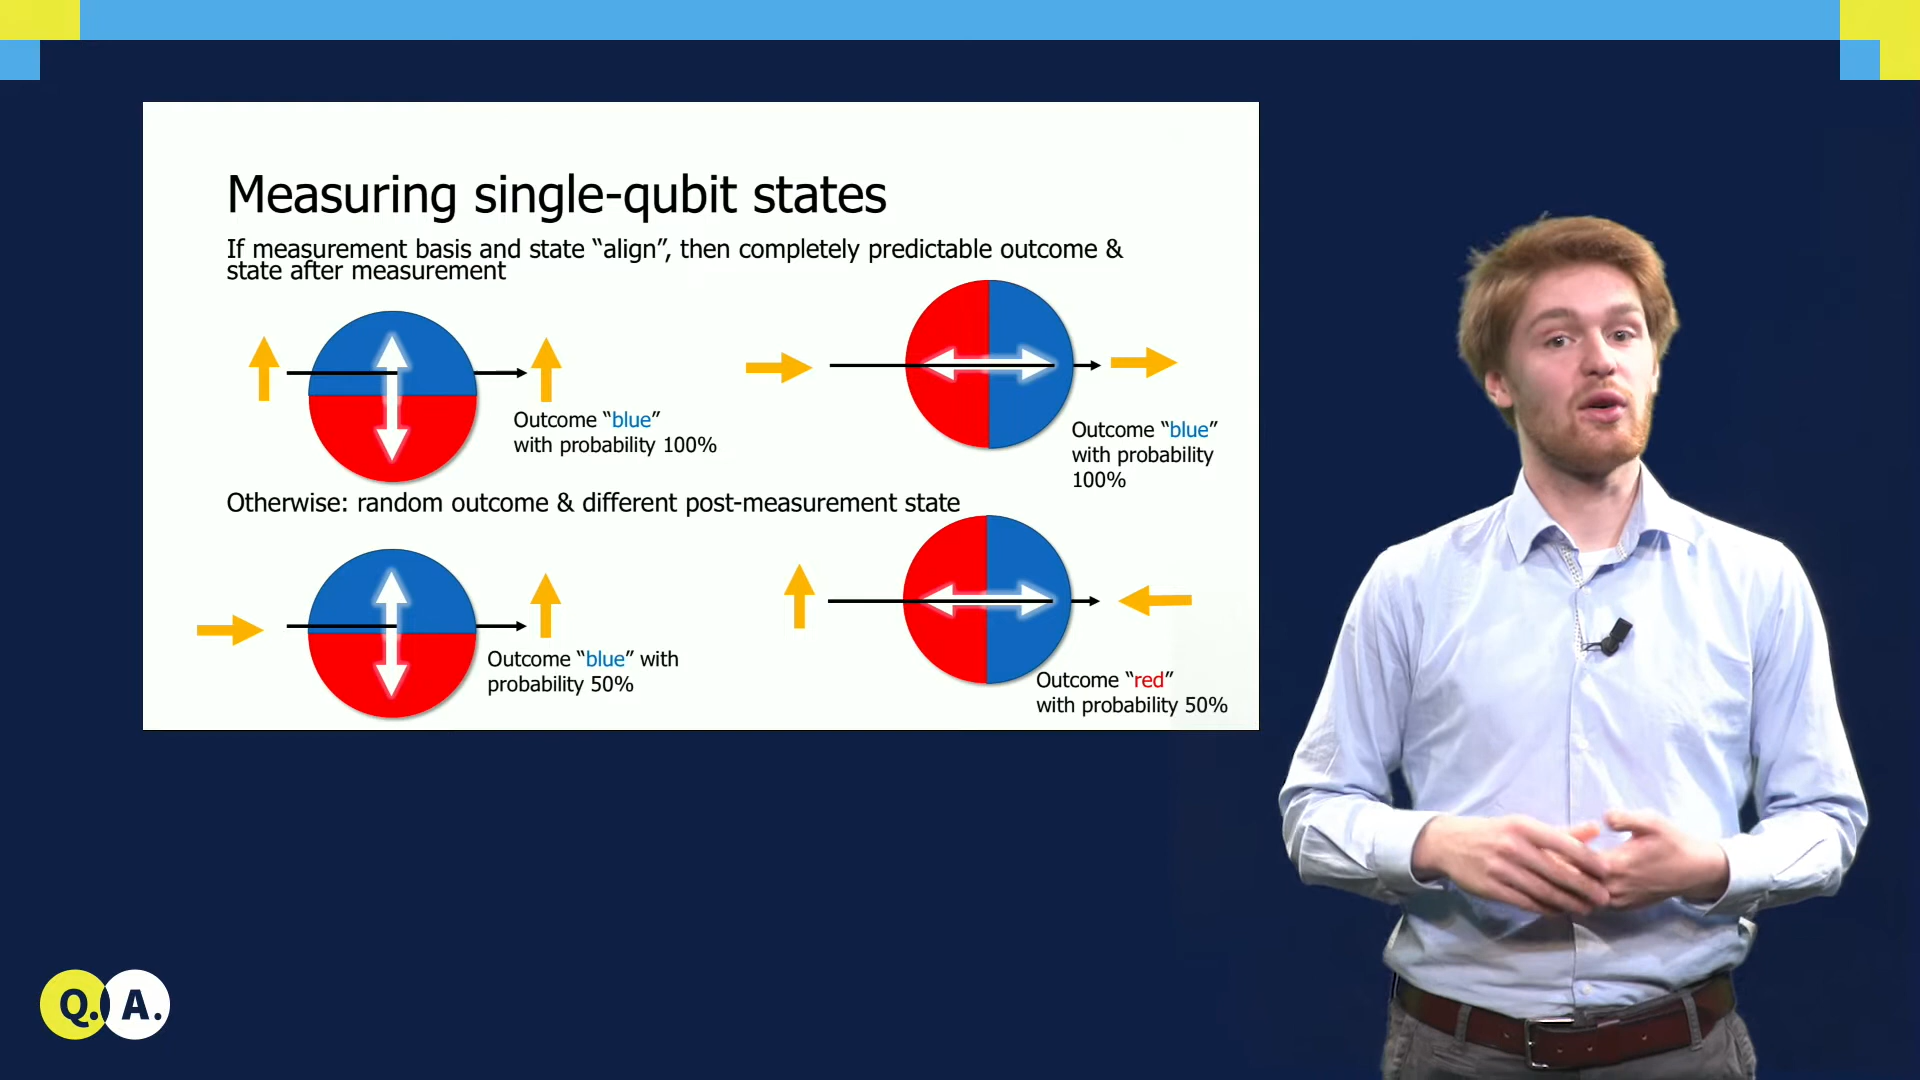 Measuring single-qubit states
If measurement basis and state “align”, then completely predictable outcome &
state after measurement
Outcome “blue”
with probability 100%
Outcome “blue”
with probability
100%
Otherwise: random outcome & different post-measurement state
Outcome “blue” with
probability 50%
Outcome “red”
with probability 50%
Q. A.